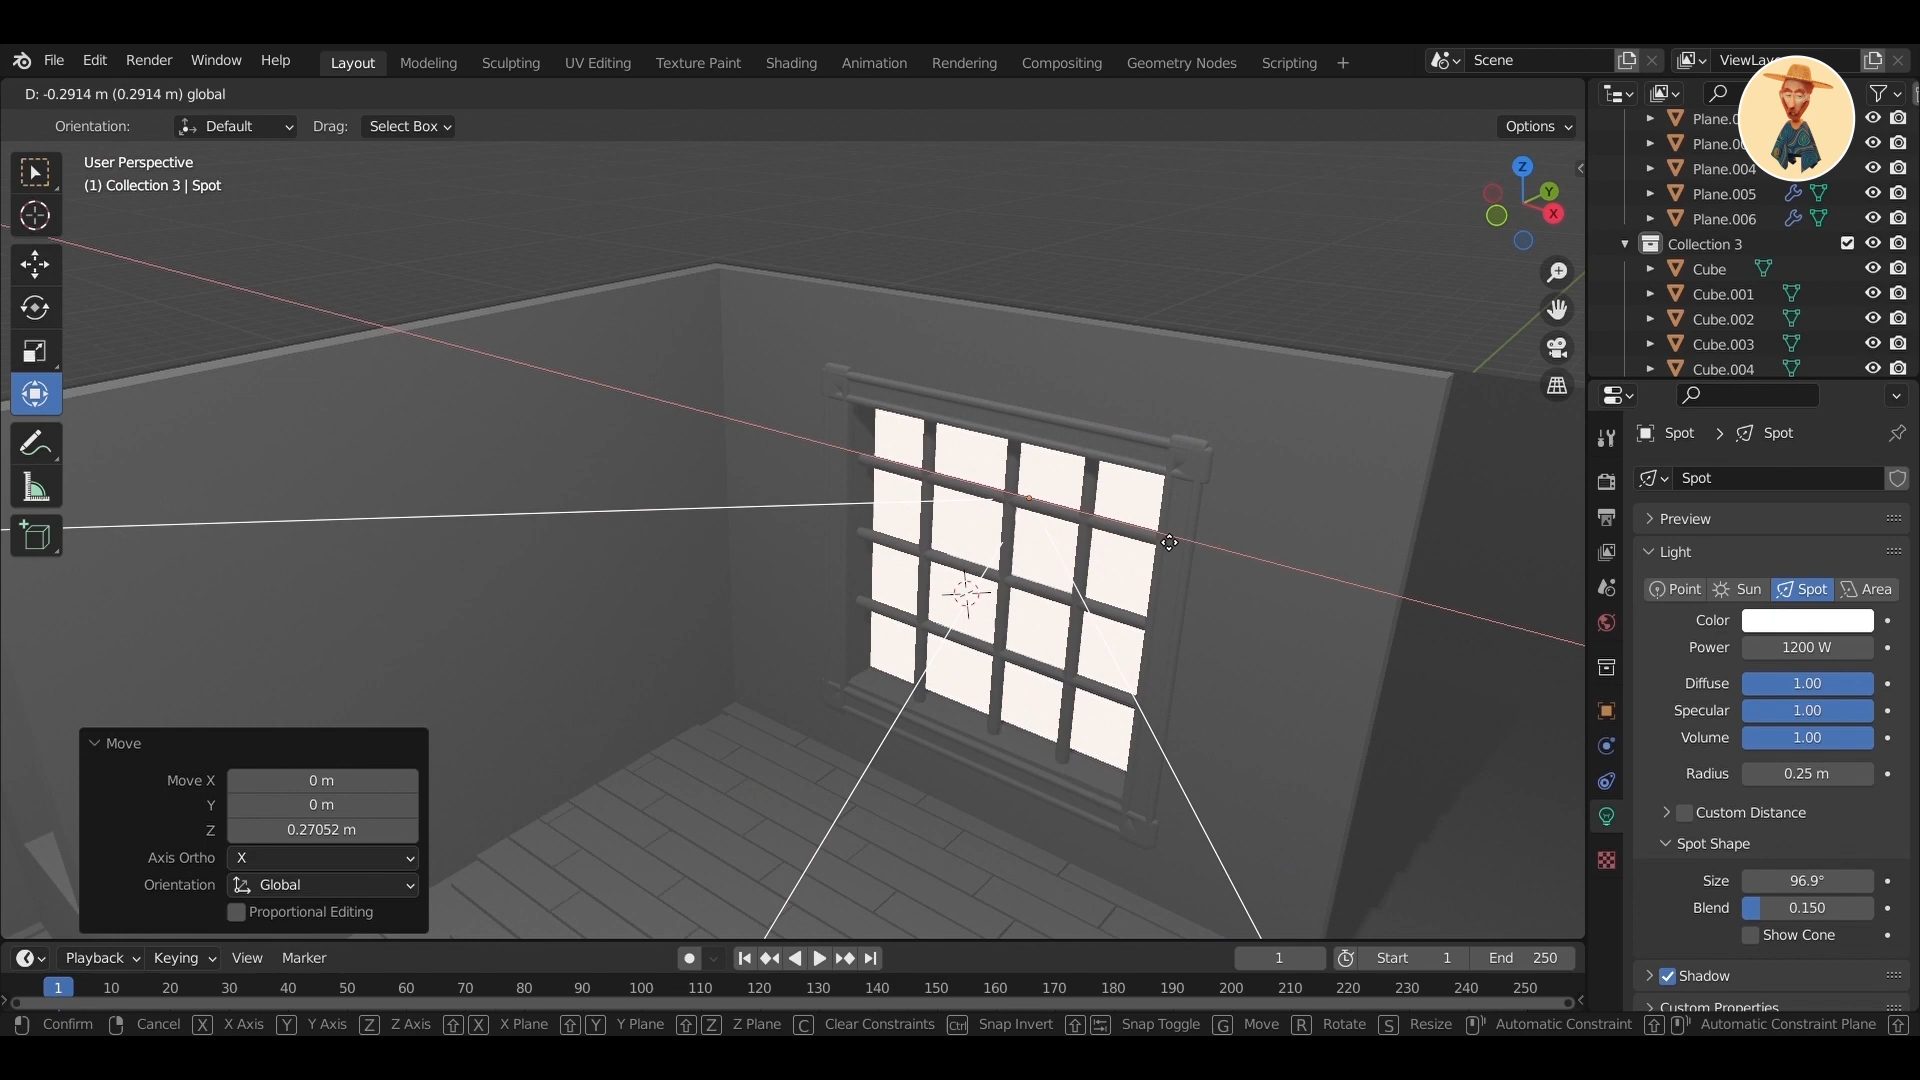 File Edit Render Window Help Layout Modeling Sculpting UV Editing Texture Paint Shading Animation Rendering Compositing Geometry Nodes Scripting Scene
D: -0.2914 m (0.2914 m) global
Orientation: Default Drag: Select Box Options
User Perspective
(1) Collection 3 | Spot
Z
Y
X
Plane.004
Plane.005
Plane.006
Collection 3
Cube
Cube.001
Cube.002
Cube.003
Cube.004
Spot > Spot
Spot
Preview
Light
Point Sun Spot Area
Color
Power 1200 W
Diffuse 1.00
Specular 1.00
Volume 1.00
Radius 0.25 m
Custom Distance
Spot Shape
Size 96.9°
Blend 0.150
Show Cone
Shadow
Custom Properties
Move
Move X 0 m
Y 0 m
Z 0.27052 m
Axis Ortho X
Orientation Global
Proportional Editing
Playback Keying View Marker 1 Start 1 End 250
1 10 20 30 40 50 60 70 80 90 100 110 120 130 140 150 160 170 180 190 200 210 220 230 240 250
Confirm Cancel X X Axis Y Y Axis Z Z Axis X X Plane Y Y Plane Z Z Plane C Clear Constraints Ctrl Snap Invert Snap Toggle G Move R Rotate S Resize Automatic Constraint Automatic Constraint Plane